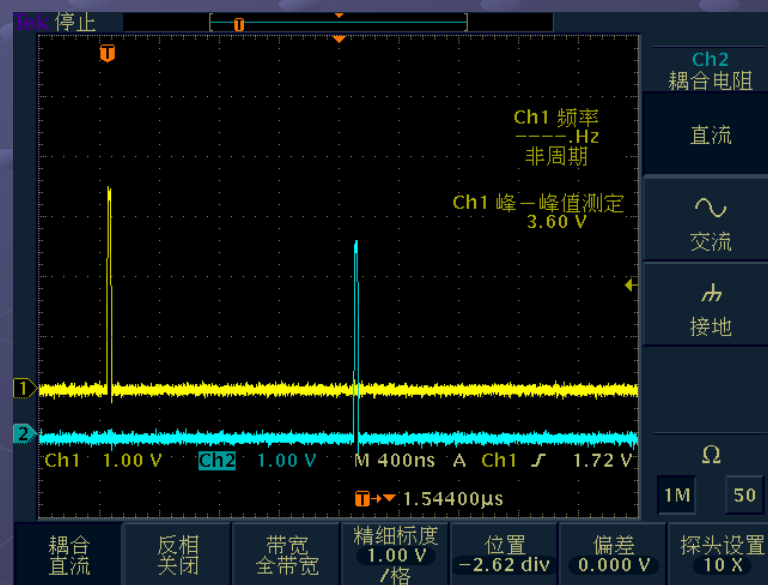 Tek 停止
T
T
Ch2
耦合电阻
Ch1 频率
----.Hz
非周期
直流
Ch1 峰－峰值测定
3.60 V
交流
接地
1
2
Ch1 1.00 V Ch2 1.00 V M 400ns A Ch1 ∫ 1.72 V
T→▼ 1.54400μs
Ω
1M 50
耦合
直流
反相
关闭
带宽
全带宽
精细标度
1.00 V
/格
位置
-2.62 div
偏差
0.000 V
探头设置
10 X